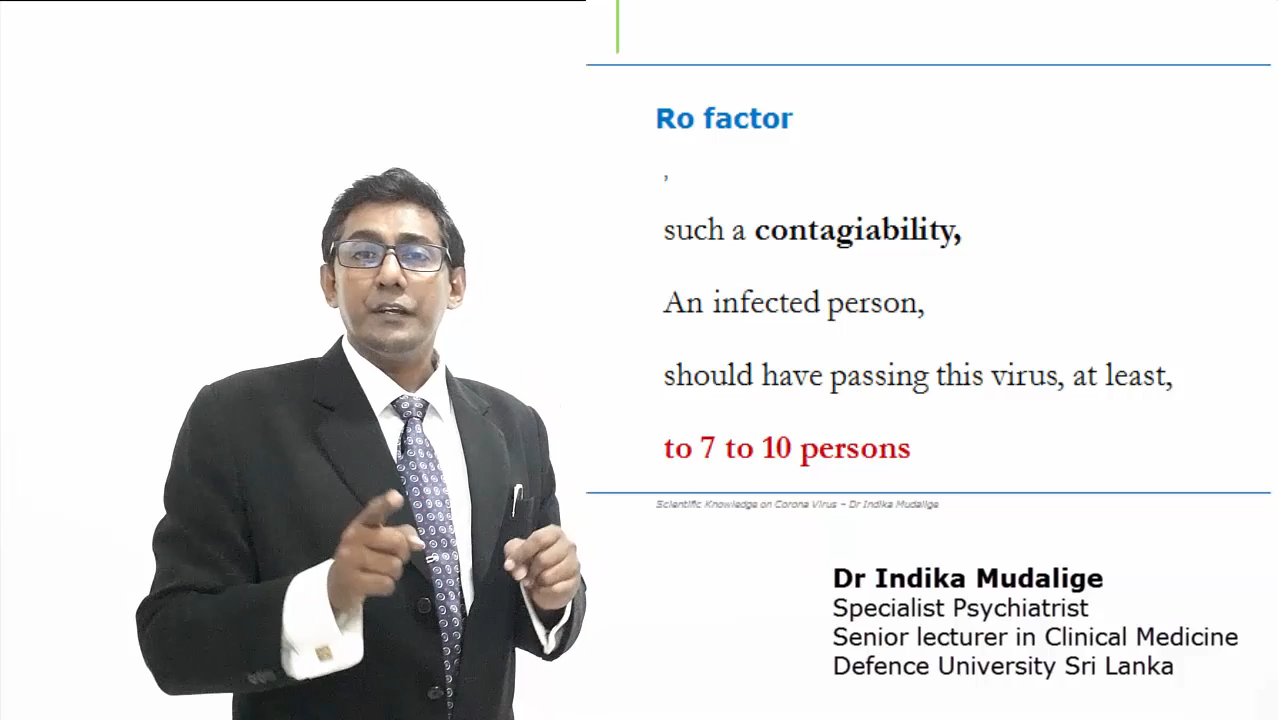 Ro factor
,
such a contagiability,
An infected person,
should have passing this virus, at least,
to 7 to 10 persons
Scientific Knowledge on Corona Virus – Dr Indika Mudalige
Dr Indika Mudalige
Specialist Psychiatrist
Senior lecturer in Clinical Medicine
Defence University Sri Lanka